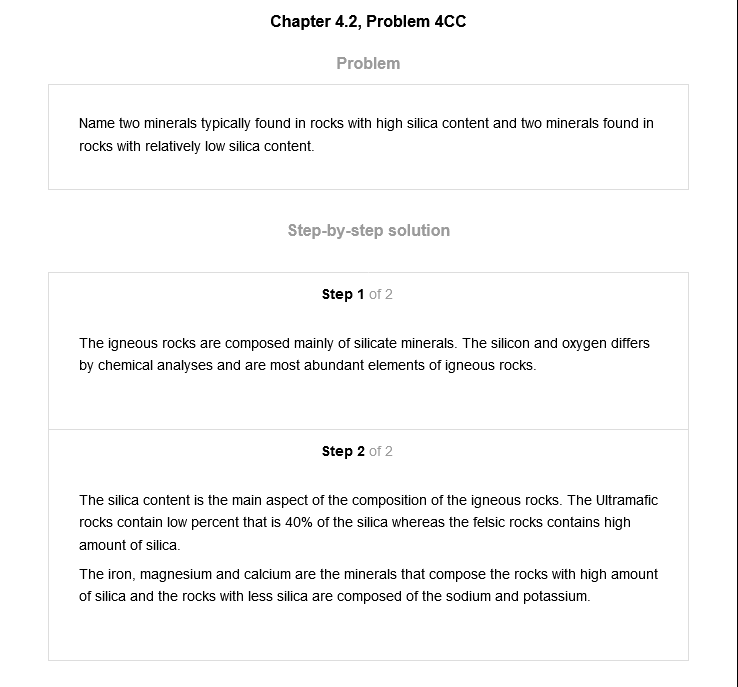 Chapter 4.2, Problem 4CC
Problem
Name two minerals typically found in rocks with high silica content and two minerals found in
rocks with relatively low silica content.
Step-by-step solution
Step 1 of 2
The igneous rocks are composed mainly of silicate minerals. The silicon and oxygen differs
by chemical analyses and are most abundant elements of igneous rocks.
Step 2 of 2
The silica content is the main aspect of the composition of the igneous rocks. The Ultramafic
rocks contain low percent that is 40% of the silica whereas the felsic rocks contains high
amount of silica.
The iron, magnesium and calcium are the minerals that compose the rocks with high amount
of silica and the rocks with less silica are composed of the sodium and potassium.